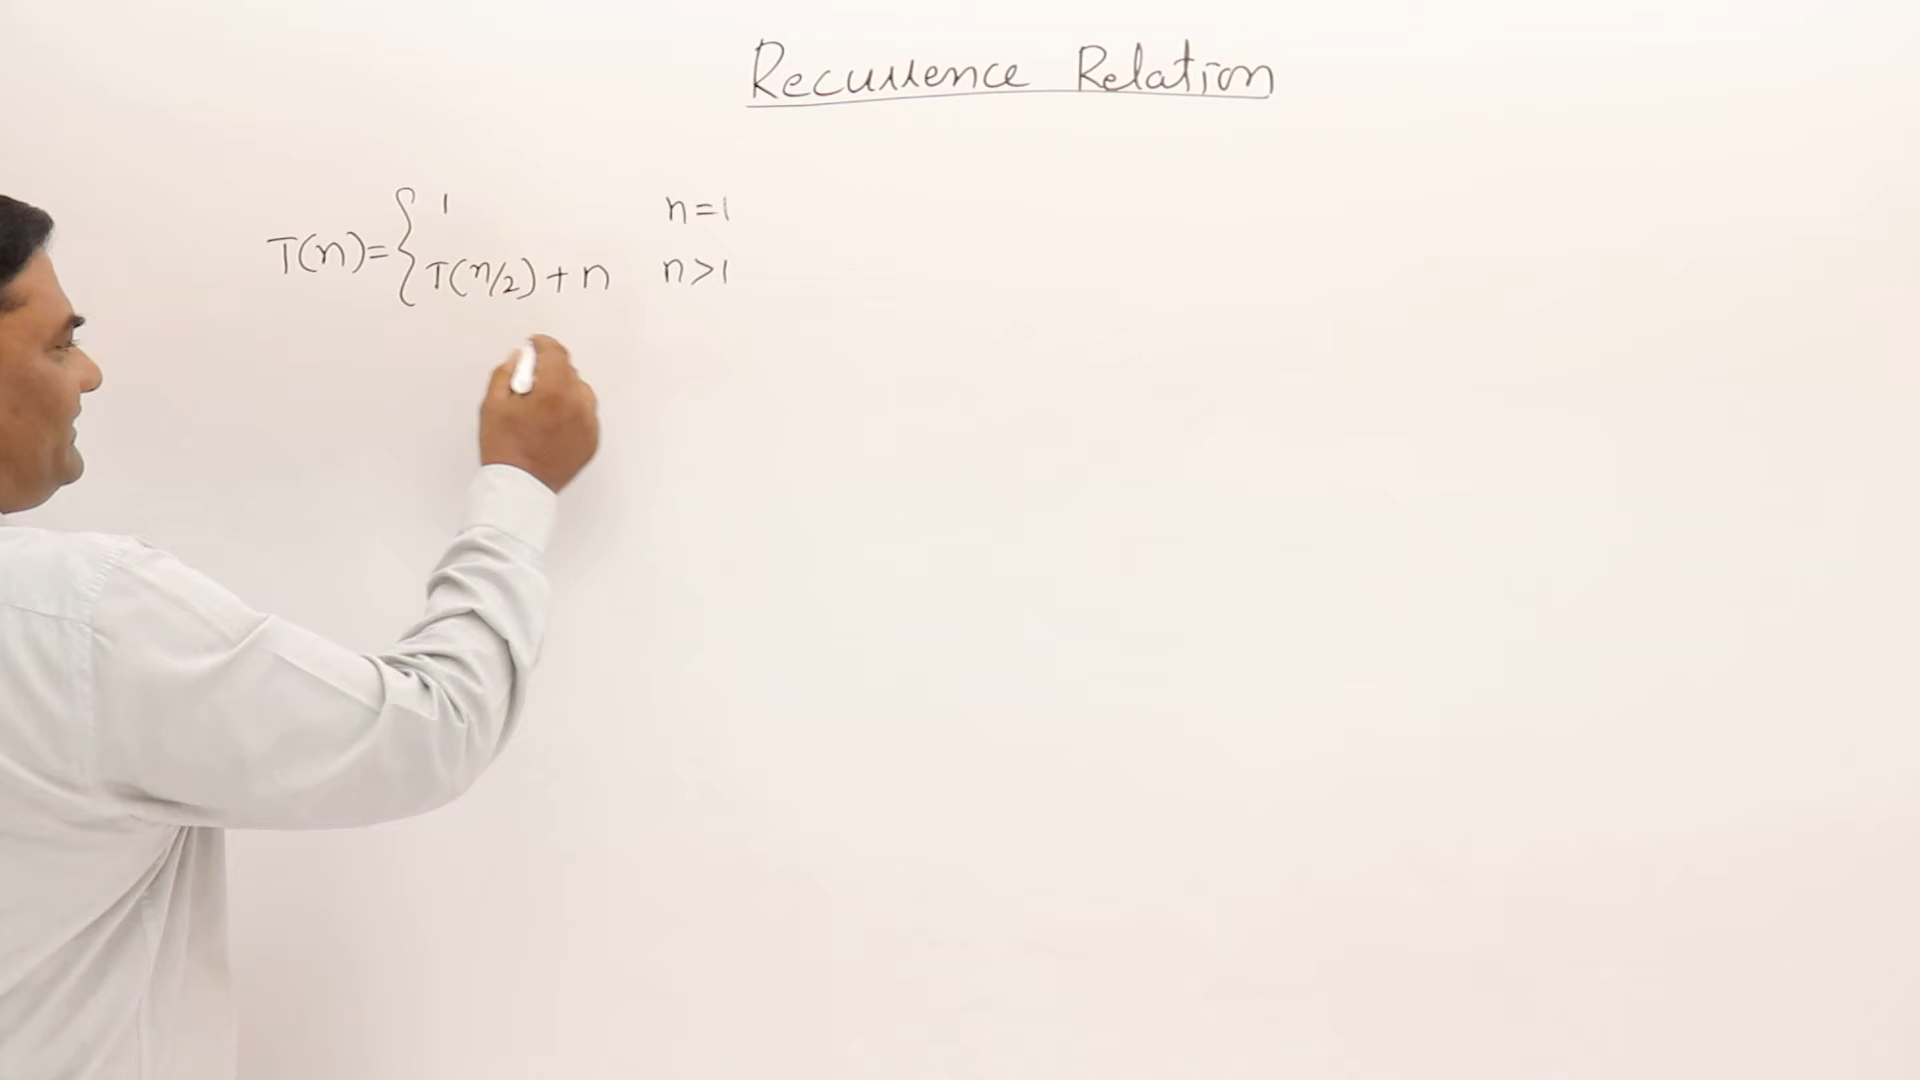 Recurrence Relation
T(n)= { 1 n=1
T(n/2)+n n>1